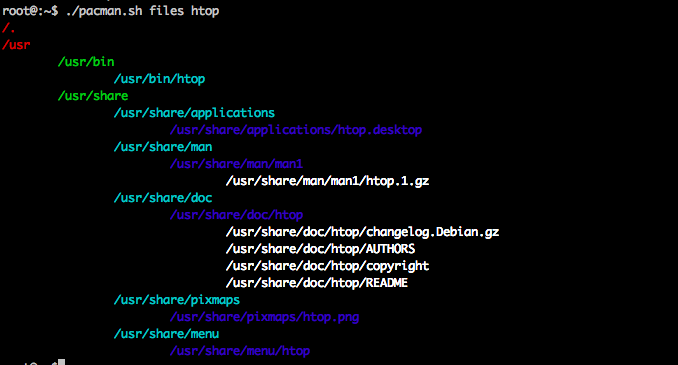 root@:~$ ./pacman.sh files htop
/.
/usr
/usr/bin
/usr/bin/htop
/usr/share
/usr/share/applications
/usr/share/applications/htop.desktop
/usr/share/man
/usr/share/man/man1
/usr/share/man/man1/htop.1.gz
/usr/share/doc
/usr/share/doc/htop
/usr/share/doc/htop/changelog.Debian.gz
/usr/share/doc/htop/AUTHORS
/usr/share/doc/htop/copyright
/usr/share/doc/htop/README
/usr/share/pixmaps
/usr/share/pixmaps/htop.png
/usr/share/menu
/usr/share/menu/htop